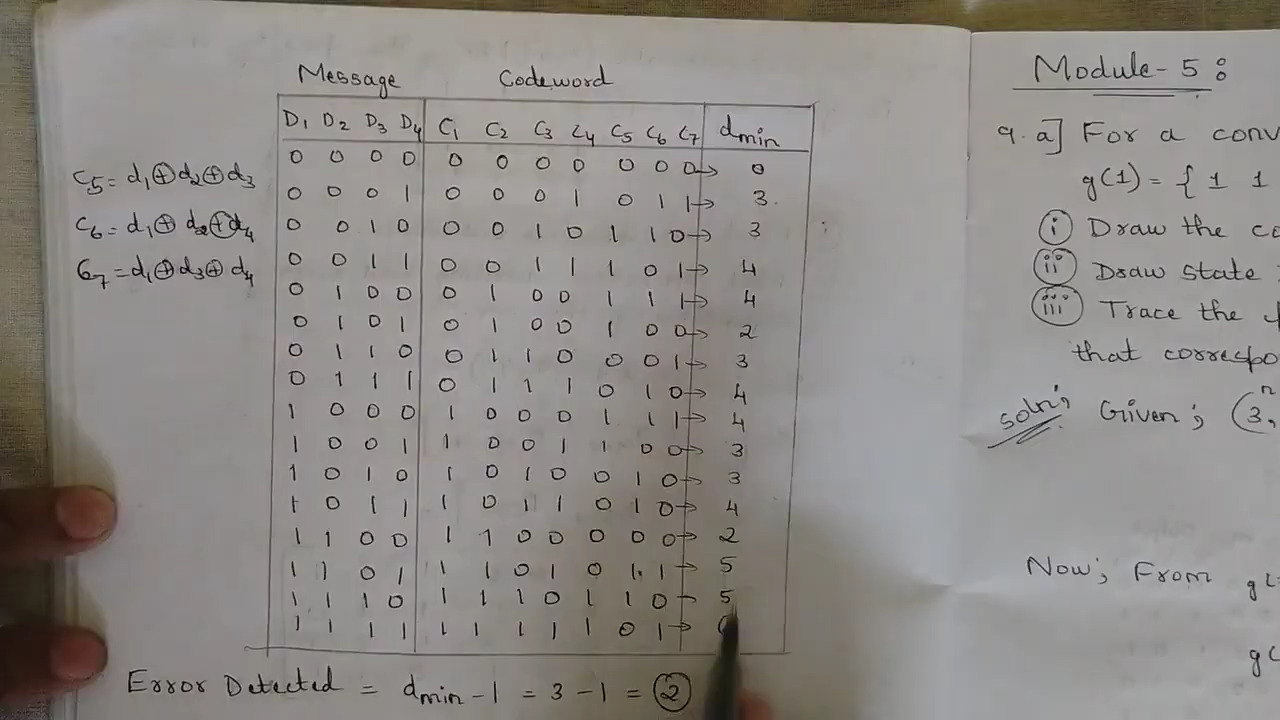 Message Codeword
D1 D2 D3 D4 C1 C2 C3 C4 C5 C6 C7 dmin
0 0 0 0 0 0 0 0 0 0 0 → 0
0 0 0 1 0 0 0 1 0 1 1 → 3
0 0 1 0 0 0 1 0 1 1 0 → 3
0 0 1 1 0 0 1 1 1 0 1 → 4
0 1 0 0 0 1 0 0 1 1 1 → 4
0 1 0 1 0 1 0 0 1 0 0 → 2
0 1 1 0 0 1 1 0 0 0 1 → 3
0 1 1 1 0 1 1 1 0 1 0 → 4
1 0 0 0 1 0 0 0 1 1 1 → 4
1 0 0 1 1 0 0 1 1 0 0 → 3
1 0 1 0 1 0 1 0 0 1 0 → 3
1 0 1 1 1 0 1 1 0 1 0 → 4
1 1 0 0 1 1 0 0 0 0 0 → 2
1 1 0 1 1 1 0 1 0 1 1 → 5
1 1 1 0 1 1 1 0 1 1 0 → 5
1 1 1 1 1 1 1 1 1 0 1 →
C5 = d1⊕d2⊕d3
C6 = d1⊕d2⊕d4
C7 = d1⊕d3⊕d4
Error Detected = dmin - 1 = 3 - 1 = 2
Module - 5 :
9. a] For a conv
g(1) = { 1 1
i Draw the co
ii Draw state
iii Trace the
that correspo
soln; Given; (3,
n
Now; From g(
g(